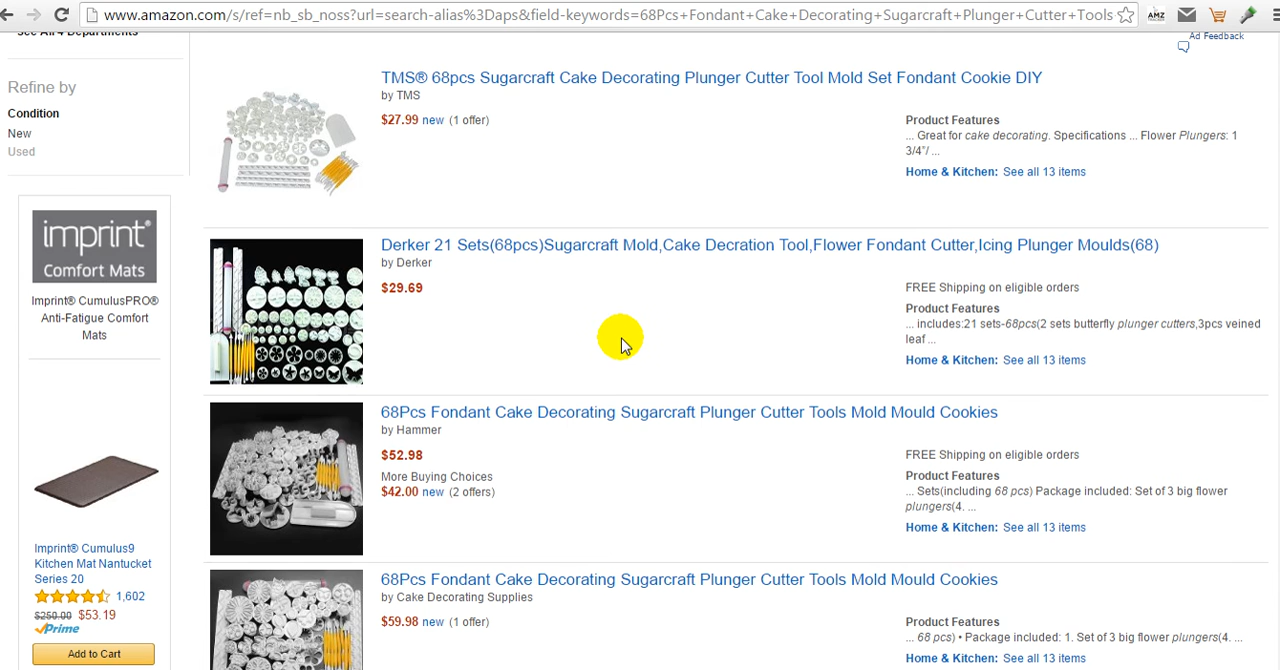 www.amazon.com/s/ref=nb_sb_noss?url=search-alias%3Daps&field-keywords=68Pcs+Fondant+Cake+Decorating+Sugarcraft+Plunger+Cutter+Tools
AMZ
TRACKER
See All 4 Departments
Ad Feedback
Refine by
Condition
New
Used
imprint®
Comfort Mats
Imprint® CumulusPRO®
Anti-Fatigue Comfort
Mats
Imprint® Cumulus9
Kitchen Mat Nantucket
Series 20
1,602
$250.00 $53.19
Prime
Add to Cart
TMS® 68pcs Sugarcraft Cake Decorating Plunger Cutter Tool Mold Set Fondant Cookie DIY
by TMS
$27.99 new (1 offer)
Product Features
... Great for cake decorating. Specifications ... Flower Plungers: 1
3/4"/ ...
Home & Kitchen: See all 13 items
Derker 21 Sets(68pcs)Sugarcraft Mold,Cake Decration Tool,Flower Fondant Cutter,Icing Plunger Moulds(68)
by Derker
$29.69
FREE Shipping on eligible orders
Product Features
... includes:21 sets-68pcs(2 sets butterfly plunger cutters,3pcs veined
leaf ...
Home & Kitchen: See all 13 items
68Pcs Fondant Cake Decorating Sugarcraft Plunger Cutter Tools Mold Mould Cookies
by Hammer
$52.98
More Buying Choices
$42.00 new (2 offers)
FREE Shipping on eligible orders
Product Features
... Sets(including 68 pcs) Package included: Set of 3 big flower
plungers(4. ...
Home & Kitchen: See all 13 items
68Pcs Fondant Cake Decorating Sugarcraft Plunger Cutter Tools Mold Mould Cookies
by Cake Decorating Supplies
$59.98 new (1 offer)
Product Features
... 68 pcs) • Package included: 1. Set of 3 big flower plungers(4. ...
Home & Kitchen: See all 13 items